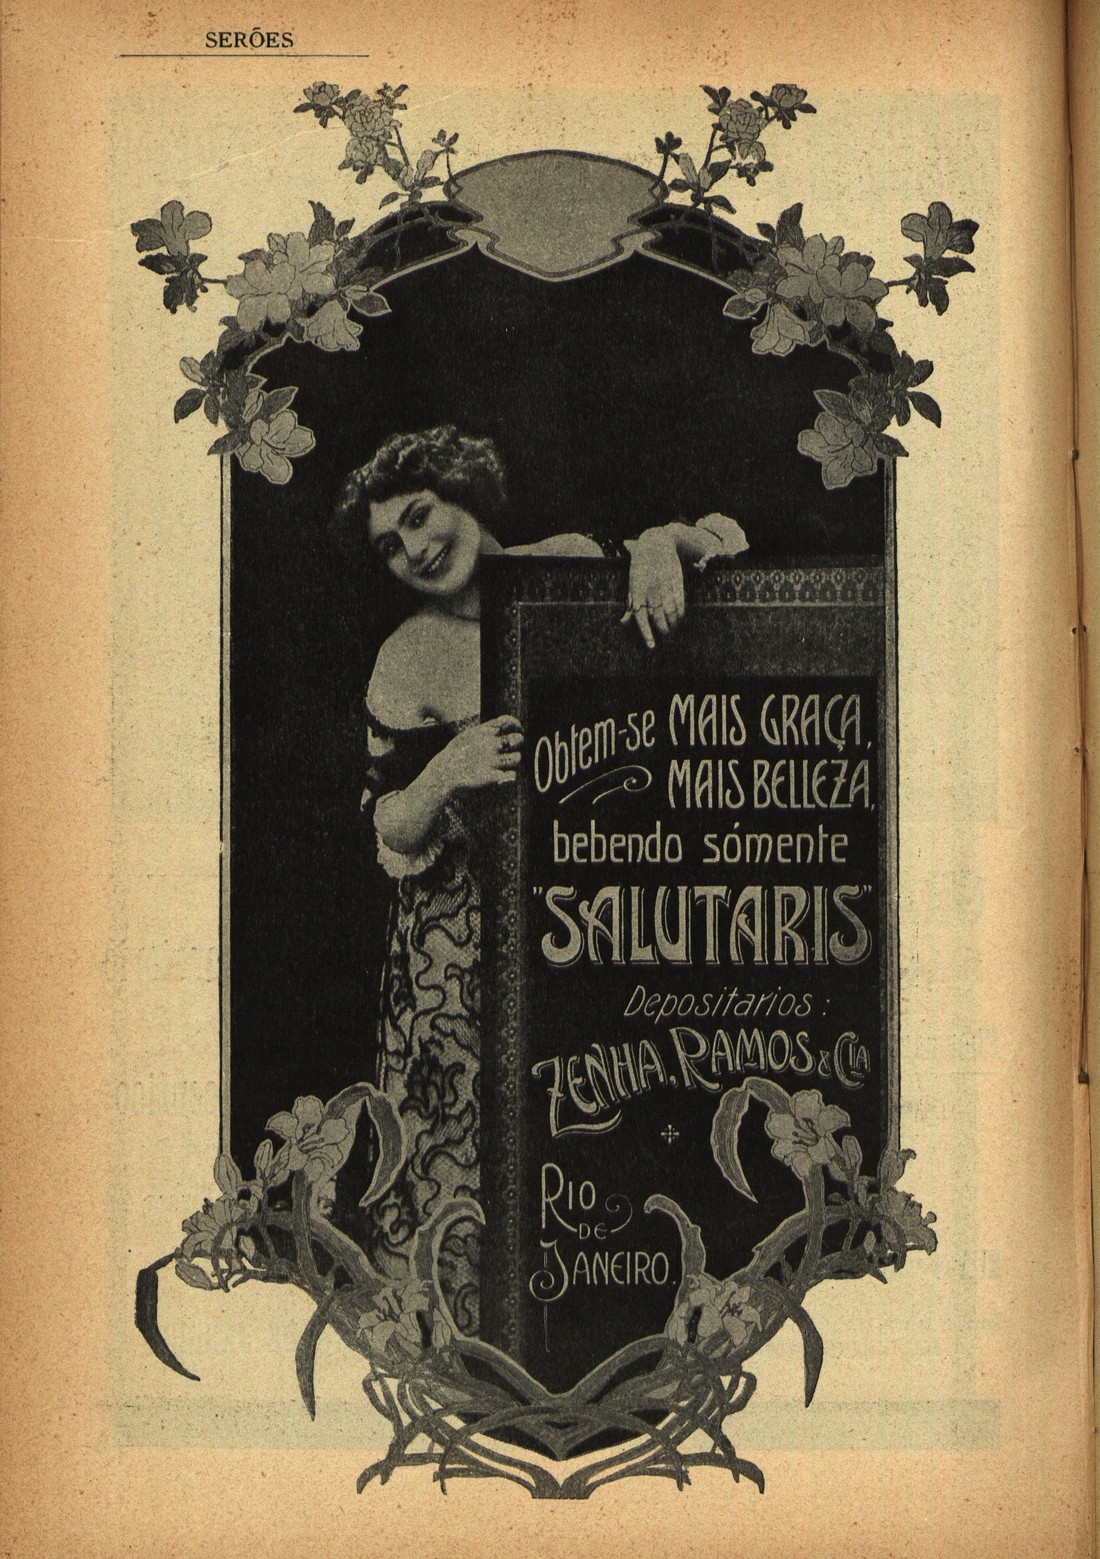 SERÕES
Obtem-se MAIS GRAÇA,
MAIS BELLEZA,
bebendo sómente
"SALUTARIS"
Depositarios:
ZENHA, RAMOS & CIA
RIO
DE
JANEIRO.